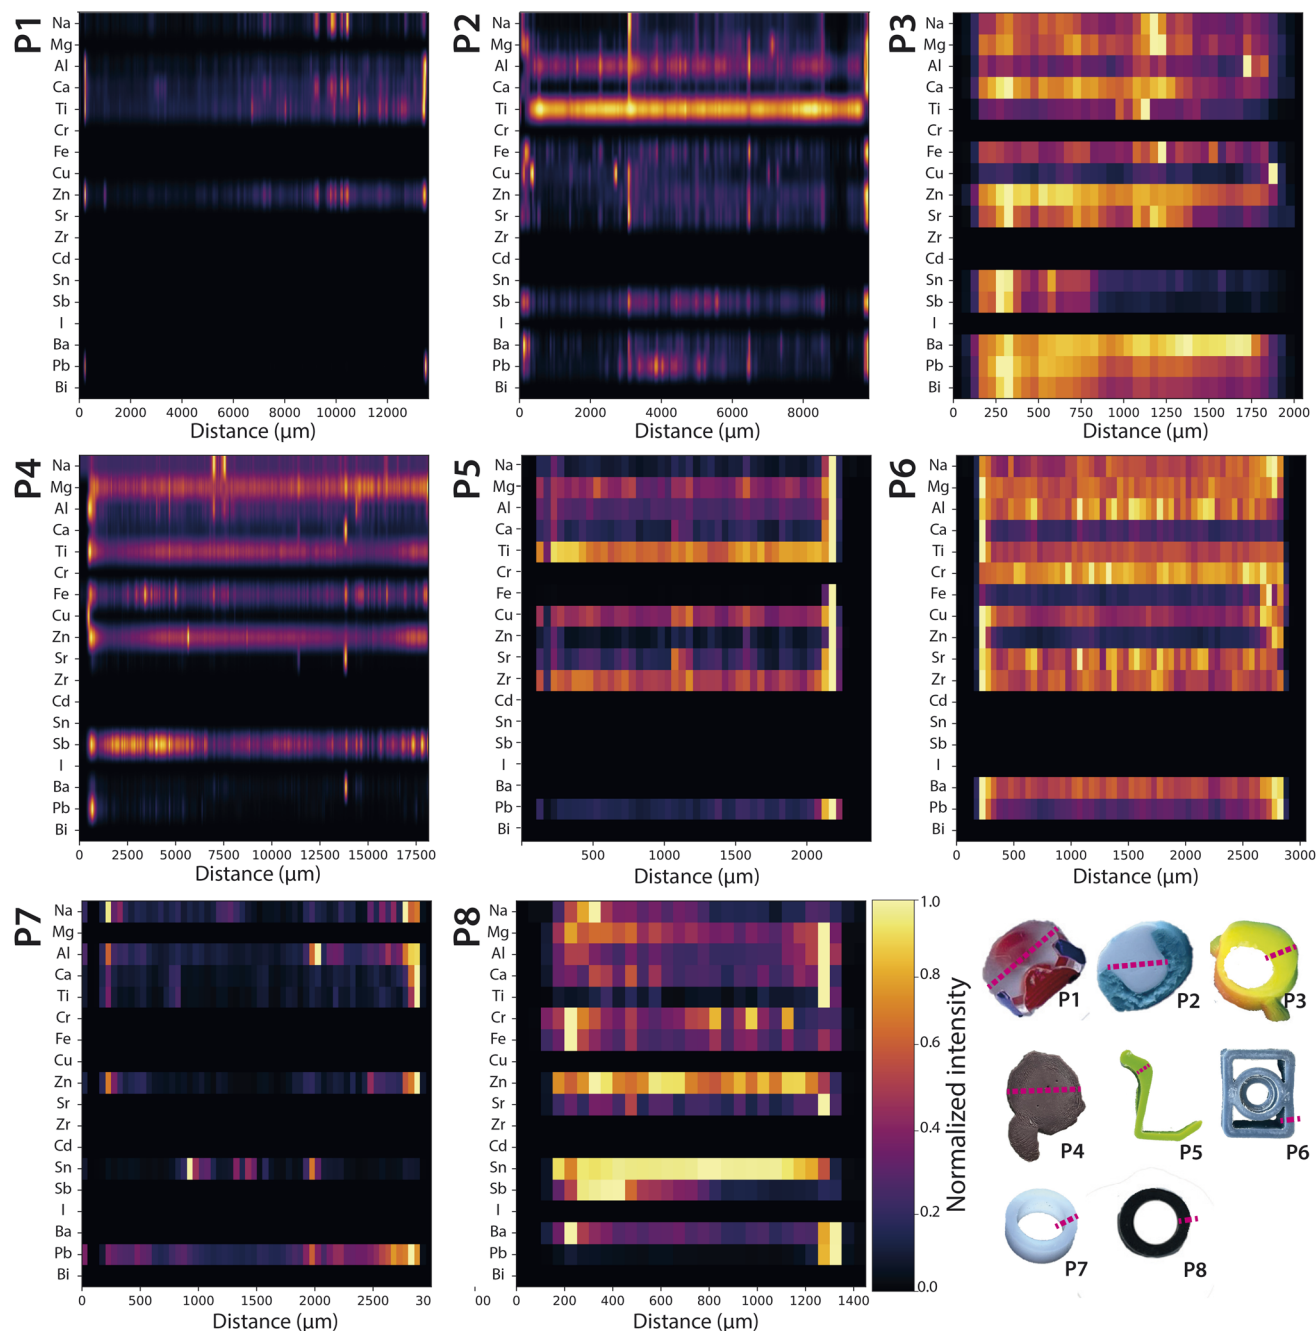 P1
Na
Mg
Al
Ca
Ti
Cr
Fe
Cu
Zn
Sr
Zr
Cd
Sn
Sb
I
Ba
Pb
Bi
0 2000 4000 6000 8000 10000 12000
Distance (μm)
P2
Na
Mg
Al
Ca
Ti
Cr
Fe
Cu
Zn
Sr
Zr
Cd
Sn
Sb
I
Ba
Pb
Bi
0 2000 4000 6000 8000
Distance (μm)
P3
Na
Mg
Al
Ca
Ti
Cr
Fe
Cu
Zn
Sr
Zr
Cd
Sn
Sb
I
Ba
Pb
Bi
0 250 500 750 1000 1250 1500 1750 2000
Distance (μm)
P4
Na
Mg
Al
Ca
Ti
Cr
Fe
Cu
Zn
Sr
Zr
Cd
Sn
Sb
I
Ba
Pb
Bi
0 2500 5000 7500 10000 12500 15000 17500
Distance (μm)
P5
Na
Mg
Al
Ca
Ti
Cr
Fe
Cu
Zn
Sr
Zr
Cd
Sn
Sb
I
Ba
Pb
Bi
500 1000 1500 2000
Distance (μm)
P6
Na
Mg
Al
Ca
Ti
Cr
Fe
Cu
Zn
Sr
Zr
Cd
Sn
Sb
I
Ba
Pb
Bi
0 500 1000 1500 2000 2500 3000
Distance (μm)
P7
Na
Mg
Al
Ca
Ti
Cr
Fe
Cu
Zn
Sr
Zr
Cd
Sn
Sb
I
Ba
Pb
Bi
0 500 1000 1500 2000 2500 30 00
Distance (μm)
P8
Na
Mg
Al
Ca
Ti
Cr
Fe
Cu
Zn
Sr
Zr
Cd
Sn
Sb
I
Ba
Pb
Bi
0 200 400 600 800 1000 1200 1400
Distance (μm)
1.0
0.8
0.6
0.4
0.2
0.0
Normalized intensity
P1 P2 P3
P4 P5 P6
P7 P8